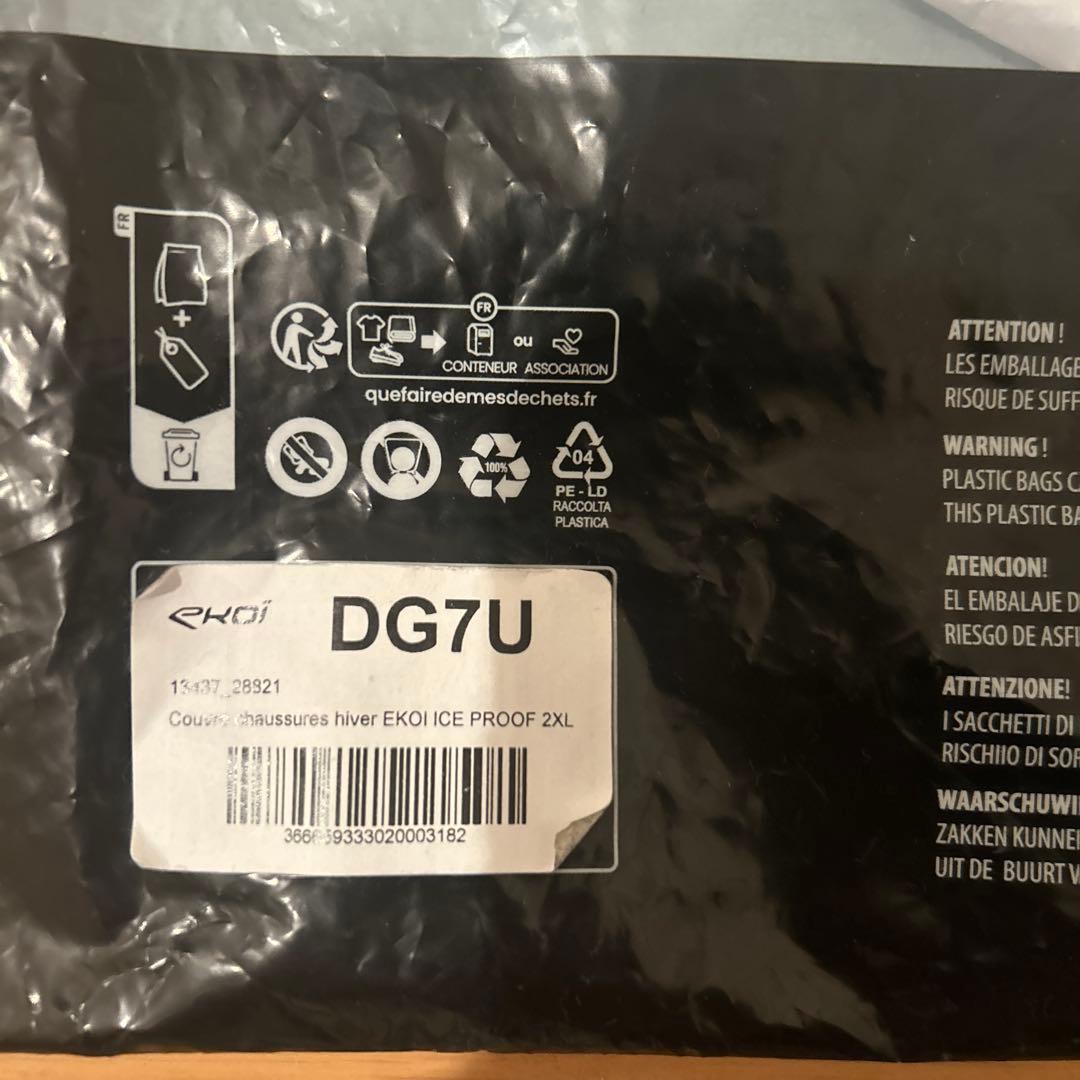 FR
FR
ou
CONTENEUR ASSOCIATION
quefairedemesdechets.fr
100%
04
PE - LD
RACCOLTA
PLASTICA
EKOÏ
DG7U
chaussures hiver EKOI ICE PROOF 2XL
ATTENTION !
LES EMBALLAGE
RISQUE DE SUFF
WARNING !
PLASTIC BAGS C
THIS PLASTIC BA
ATENCION!
EL EMBALAJE D
RIESGO DE ASFI
ATTENZIONE!
I SACCHETTI DI
RISCHIIO DI SOF
WAARSCHUWI
ZAKKEN KUNNE
UIT DE BUURT V